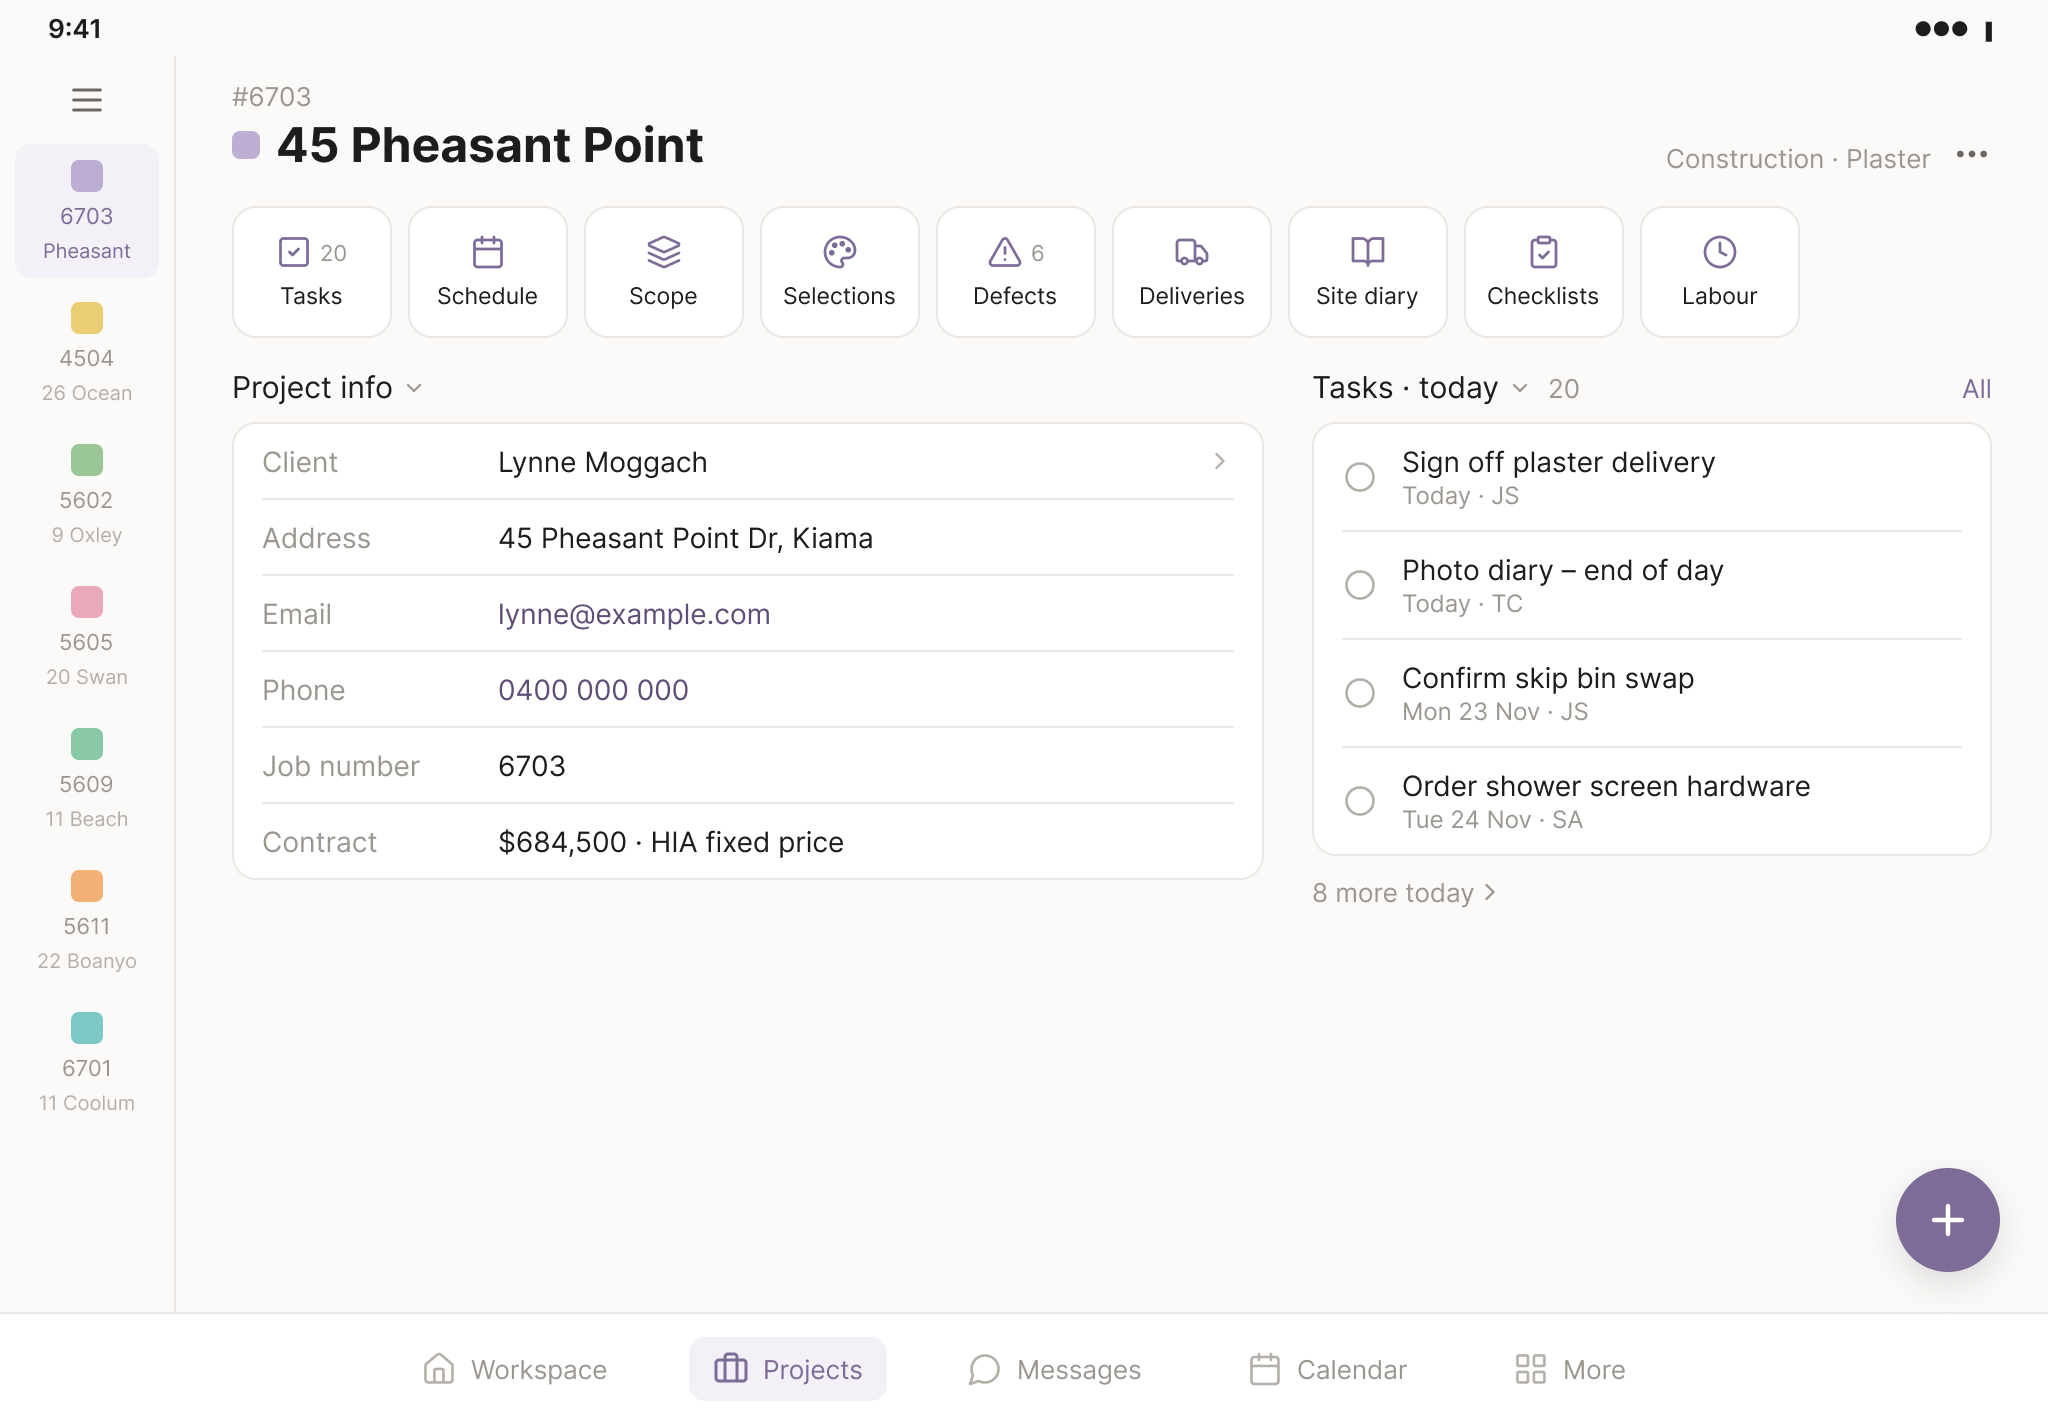 9:41
6703
Pheasant
4504
26 Ocean
5602
9 Oxley
5605
20 Swan
5609
11 Beach
5611
22 Boanyo
6701
11 Coolum
#6703
45 Pheasant Point
Construction · Plaster
20
Tasks
Schedule
Scope
Selections
6
Defects
Deliveries
Site diary
Checklists
Labour
Project info
Client Lynne Moggach
Address 45 Pheasant Point Dr, Kiama
Email lynne@example.com
Phone 0400 000 000
Job number 6703
Contract $684,500 · HIA fixed price
Tasks · today 20 All
Sign off plaster delivery
Today · JS
Photo diary – end of day
Today · TC
Confirm skip bin swap
Mon 23 Nov · JS
Order shower screen hardware
Tue 24 Nov · SA
8 more today
Workspace
Projects
Messages
Calendar
More